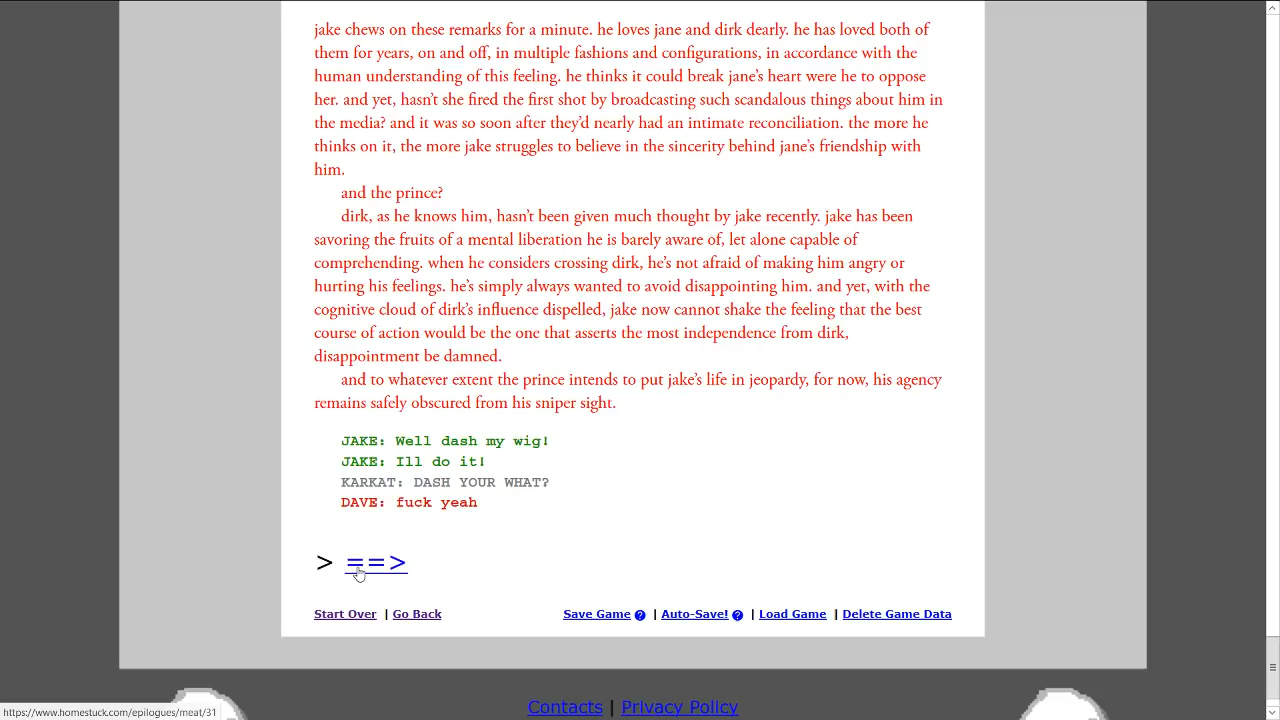 jake chews on these remarks for a minute. he loves jane and dirk dearly. he has loved both of
them for years, on and off, in multiple fashions and configurations, in accordance with the
human understanding of this feeling. he thinks it could break jane’s heart were he to oppose
her. and yet, hasn’t she fired the first shot by broadcasting such scandalous things about him in
the media? and it was so soon after they’d nearly had an intimate reconciliation. the more he
thinks on it, the more jake struggles to believe in the sincerity behind jane’s friendship with
him.
and the prince?
dirk, as he knows him, hasn’t been given much thought by jake recently. jake has been
savoring the fruits of a mental liberation he is barely aware of, let alone capable of
comprehending. when he considers crossing dirk, he’s not afraid of making him angry or
hurting his feelings. he’s simply always wanted to avoid disappointing him. and yet, with the
cognitive cloud of dirk’s influence dispelled, jake now cannot shake the feeling that the best
course of action would be the one that asserts the most independence from dirk,
disappointment be damned.
and to whatever extent the prince intends to put jake’s life in jeopardy, for now, his agency
remains safely obscured from his sniper sight.
JAKE: Well dash my wig!
JAKE: Ill do it!
KARKAT: DASH YOUR WHAT?
DAVE: fuck yeah
> ==>
Start Over | Go Back Save Game ? | Auto-Save! ? | Load Game | Delete Game Data
Contacts | Privacy Policy
https://www.homestuck.com/epilogues/meat/31